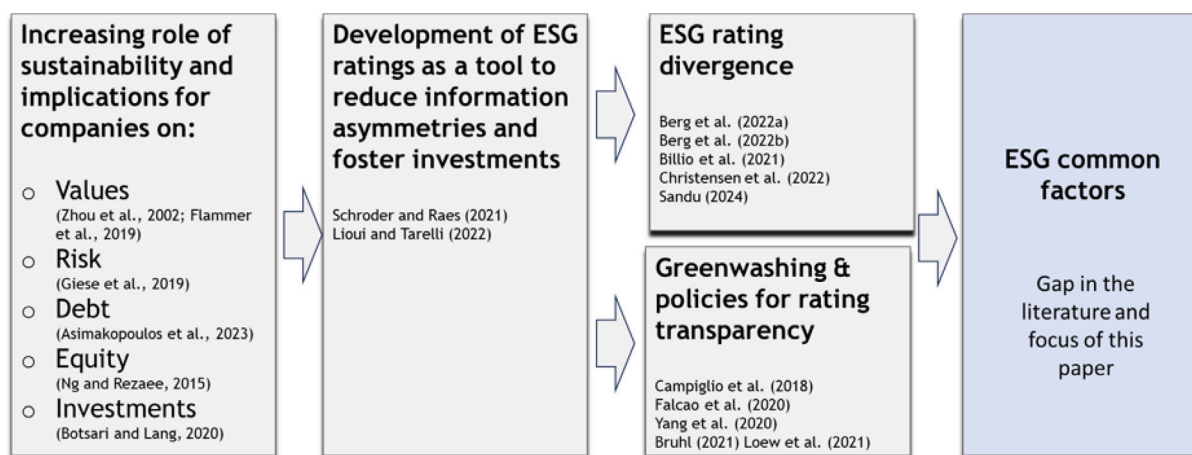 Increasing role of
sustainability and
implications for
companies on:
o Values
(Zhou et al., 2002; Flammer
et al., 2019)
o Risk
(Giese et al., 2019)
o Debt
(Asimakopoulos et al., 2023)
o Equity
(Ng and Rezaee, 2015)
o Investments
(Botsari and Lang, 2020)
Development of ESG
ratings as a tool to
reduce information
asymmetries and
foster investments
Schroder and Raes (2021)
Lioui and Tarelli (2022)
ESG rating
divergence
Berg et al. (2022a)
Berg et al. (2022b)
Billio et al. (2021)
Christensen et al. (2022)
Sandu (2024)
Greenwashing &
policies for rating
transparency
Campiglio et al. (2018)
Falcao et al. (2020)
Yang et al. (2020)
Bruhl (2021) Loew et al. (2021)
ESG common
factors
Gap in the
literature and
focus of this
paper